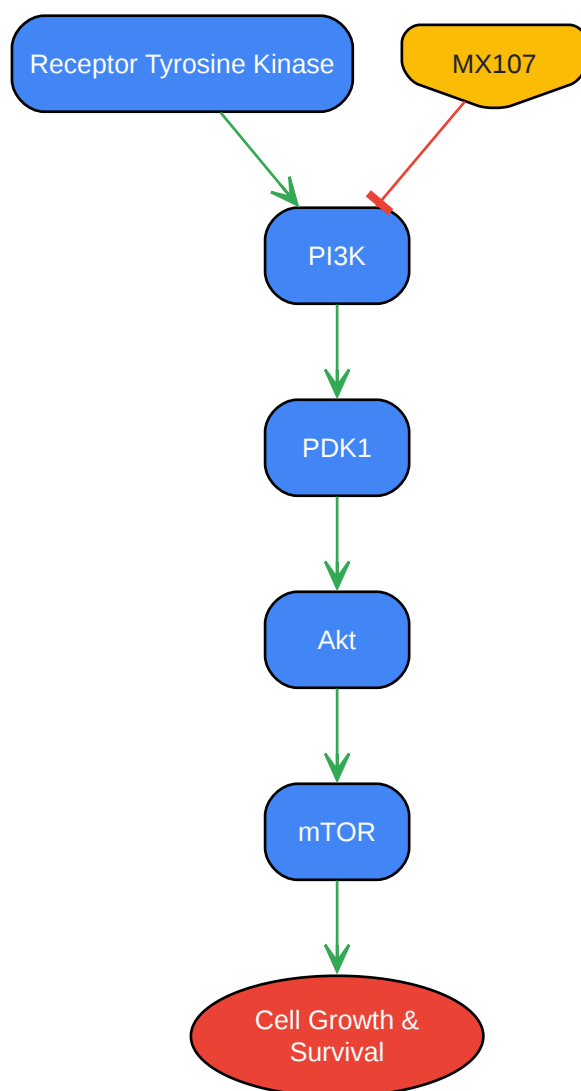 Receptor Tyrosine Kinase
MX107
PI3K
PDK1
Akt
mTOR
Cell Growth &
Survival